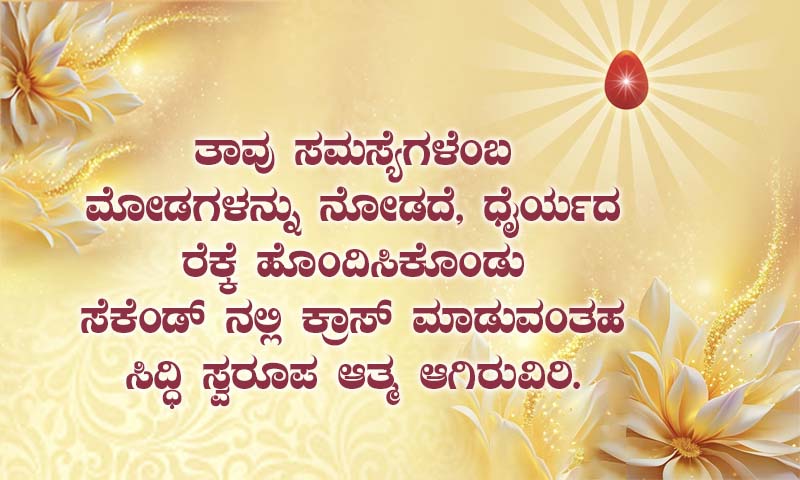 ತಾವು ಸಮಸ್ಯೆಗಳೆಂಬ
ಮೋಡಗಳನ್ನು ನೋಡದೆ, ಧೈರ್ಯದ
ರೆಕ್ಕೆ ಹೊಂದಿಸಿಕೊಂಡು
ಸೆಕೆಂಡ್ ನಲ್ಲಿ ಕ್ರಾಸ್ ಮಾಡುವಂತಹ
ಸಿದ್ಧಿ ಸ್ವರೂಪ ಆತ್ಮ ಆಗಿರುವಿರಿ.